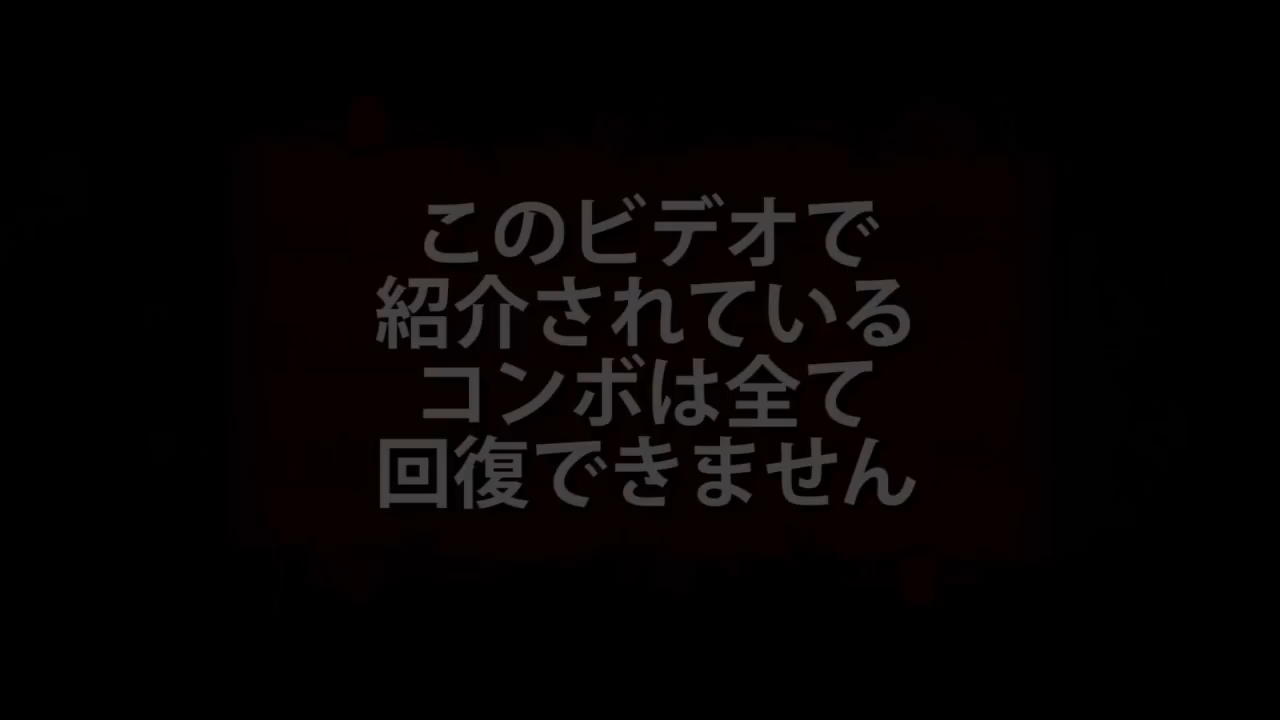 このビデオで
紹介されている
コンボは全て
回復できません